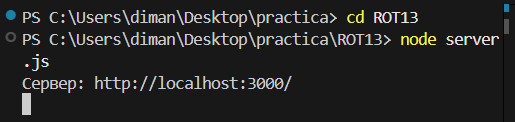 PS C:\Users\diman\Desktop\practica> cd ROT13
PS C:\Users\diman\Desktop\practica\ROT13> node server
.js
Сервер: http://localhost:3000/